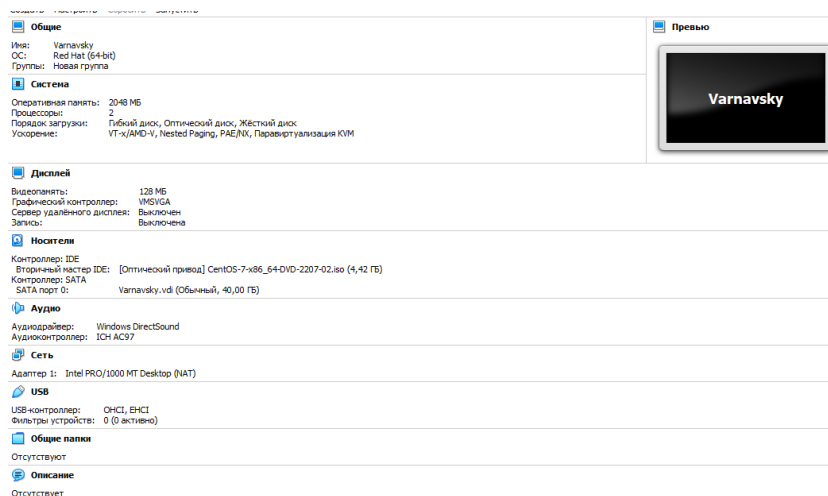 Создать Настроить Сбросить Запустить
Общие
Имя: Varnavsky
ОС: Red Hat (64-bit)
Группы: Новая группа
Превью
Varnavsky
Система
Оперативная память: 2048 МБ
Процессоры: 2
Порядок загрузки: Гибкий диск, Оптический диск, Жёсткий диск
Ускорение: VT-x/AMD-V, Nested Paging, PAE/NX, Паравиртуализация KVM
Дисплей
Видеопамять: 128 МБ
Графический контроллер: VMSVGA
Сервер удалённого дисплея: Выключен
Запись: Выключена
Носители
Контроллер: IDE
Вторичный мастер IDE: [Оптический привод] CentOS-7-x86_64-DVD-2207-02.iso (4,42 ГБ)
Контроллер: SATA
SATA порт 0: Varnavsky.vdi (Обычный, 40,00 ГБ)
Аудио
Аудиодрайвер: Windows DirectSound
Аудиоконтроллер: ICH AC97
Сеть
Адаптер 1: Intel PRO/1000 MT Desktop (NAT)
USB
USB-контроллер: OHCI, EHCI
Фильтры устройств: 0 (0 активно)
Общие папки
Отсутствуют
Описание
Отсутствует